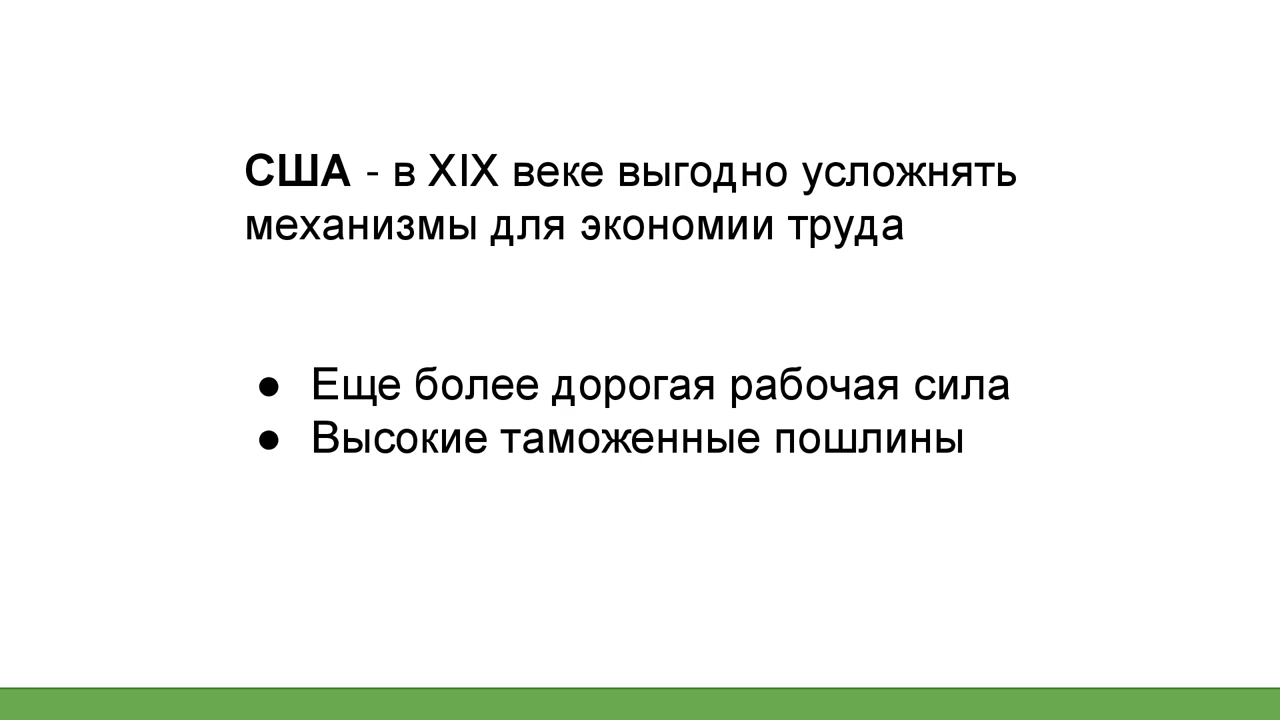 США - в XIX веке выгодно усложнять
механизмы для экономии труда
● Еще более дорогая рабочая сила
● Высокие таможенные пошлины